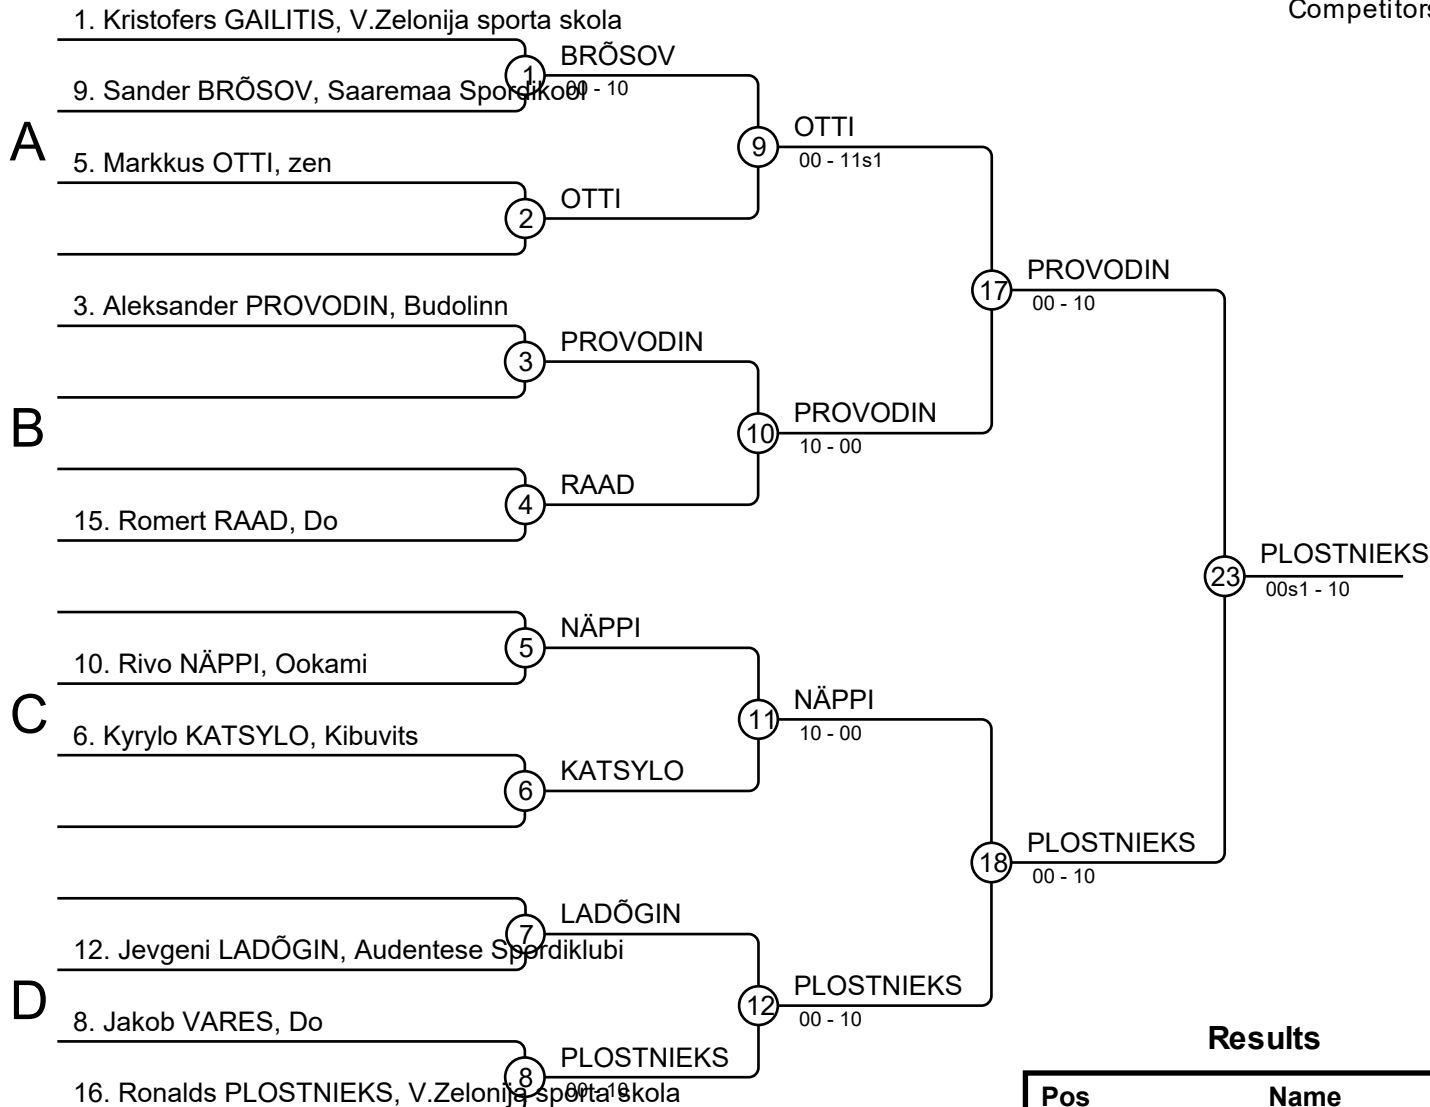 Competitors
1. Kristofers GAILITIS, V.Zelonija sporta skola
1
BRÕSOV
00 - 10
9. Sander BRÕSOV, Saaremaa Spordikool
A
9
OTTI
00 - 11s1
5. Markkus OTTI, zen
2
OTTI
17
PROVODIN
00 - 10
3. Aleksander PROVODIN, Budolinn
3
PROVODIN
B
10
PROVODIN
10 - 00
4
RAAD
15. Romert RAAD, Do
23
PLOSTNIEKS
00s1 - 10
5
NÄPPI
10. Rivo NÄPPI, Ookami
C
11
NÄPPI
10 - 00
6. Kyrylo KATSYLO, Kibuvits
6
KATSYLO
18
PLOSTNIEKS
00 - 10
7
LADÕGIN
12. Jevgeni LADÕGIN, Audentese Spordiklubi
D
12
PLOSTNIEKS
00 - 10
8. Jakob VARES, Do
8
PLOSTNIEKS
00 - 10
16. Ronalds PLOSTNIEKS, V.Zelonija sporta skola
Results
Pos Name